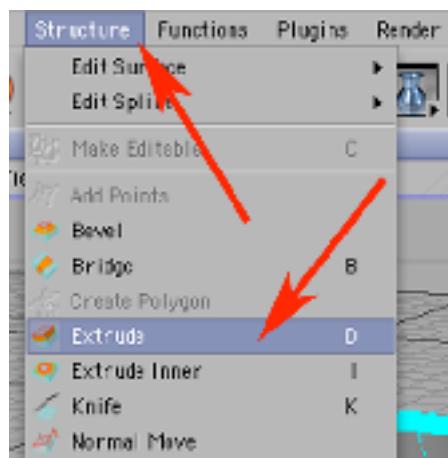 Structure Functions Plugins Render
Edit Surface
Edit Spline
Make Editable C
Add Points
Bevel
Bridge B
Create Polygon
Extrude D
Extrude Inner I
Knife K
Normal Move